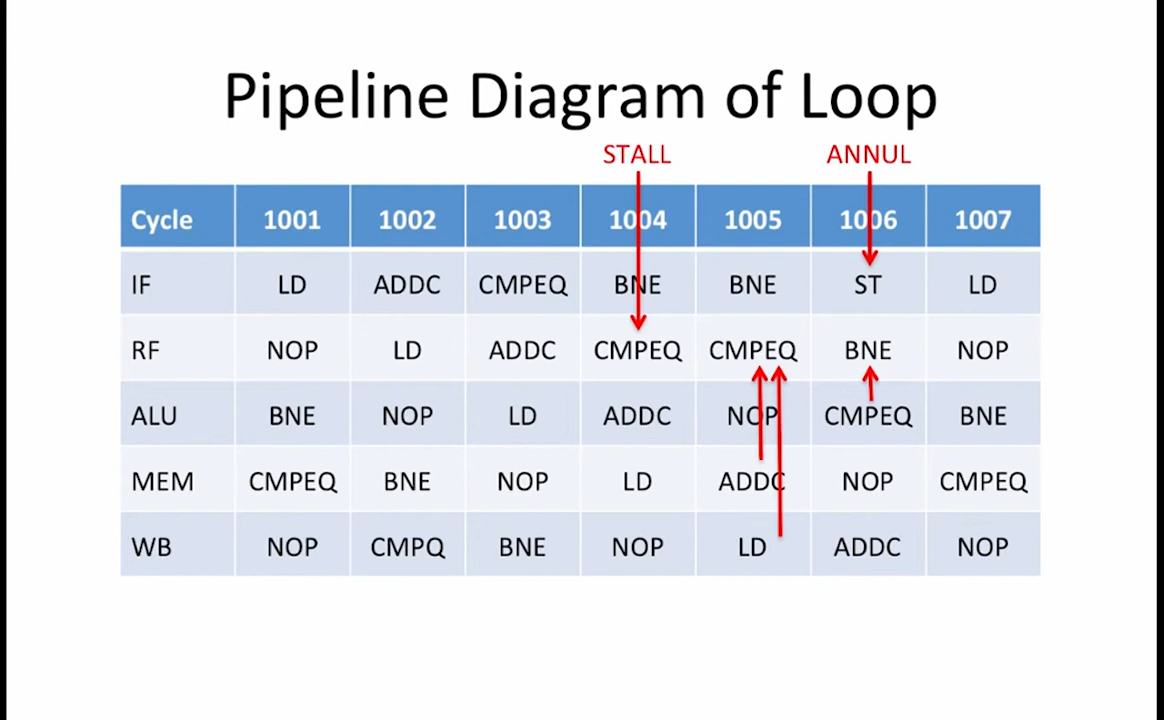 Pipeline Diagram of Loop
STALL ANNUL
Cycle 1001 1002 1003 1004 1005 1006 1007
IF LD ADDC CMPEQ BNE BNE ST LD
RF NOP LD ADDC CMPEQ CMPEQ BNE NOP
ALU BNE NOP LD ADDC NOP CMPEQ BNE
MEM CMPEQ BNE NOP LD ADDC NOP CMPEQ
WB NOP CMPQ BNE NOP LD ADDC NOP